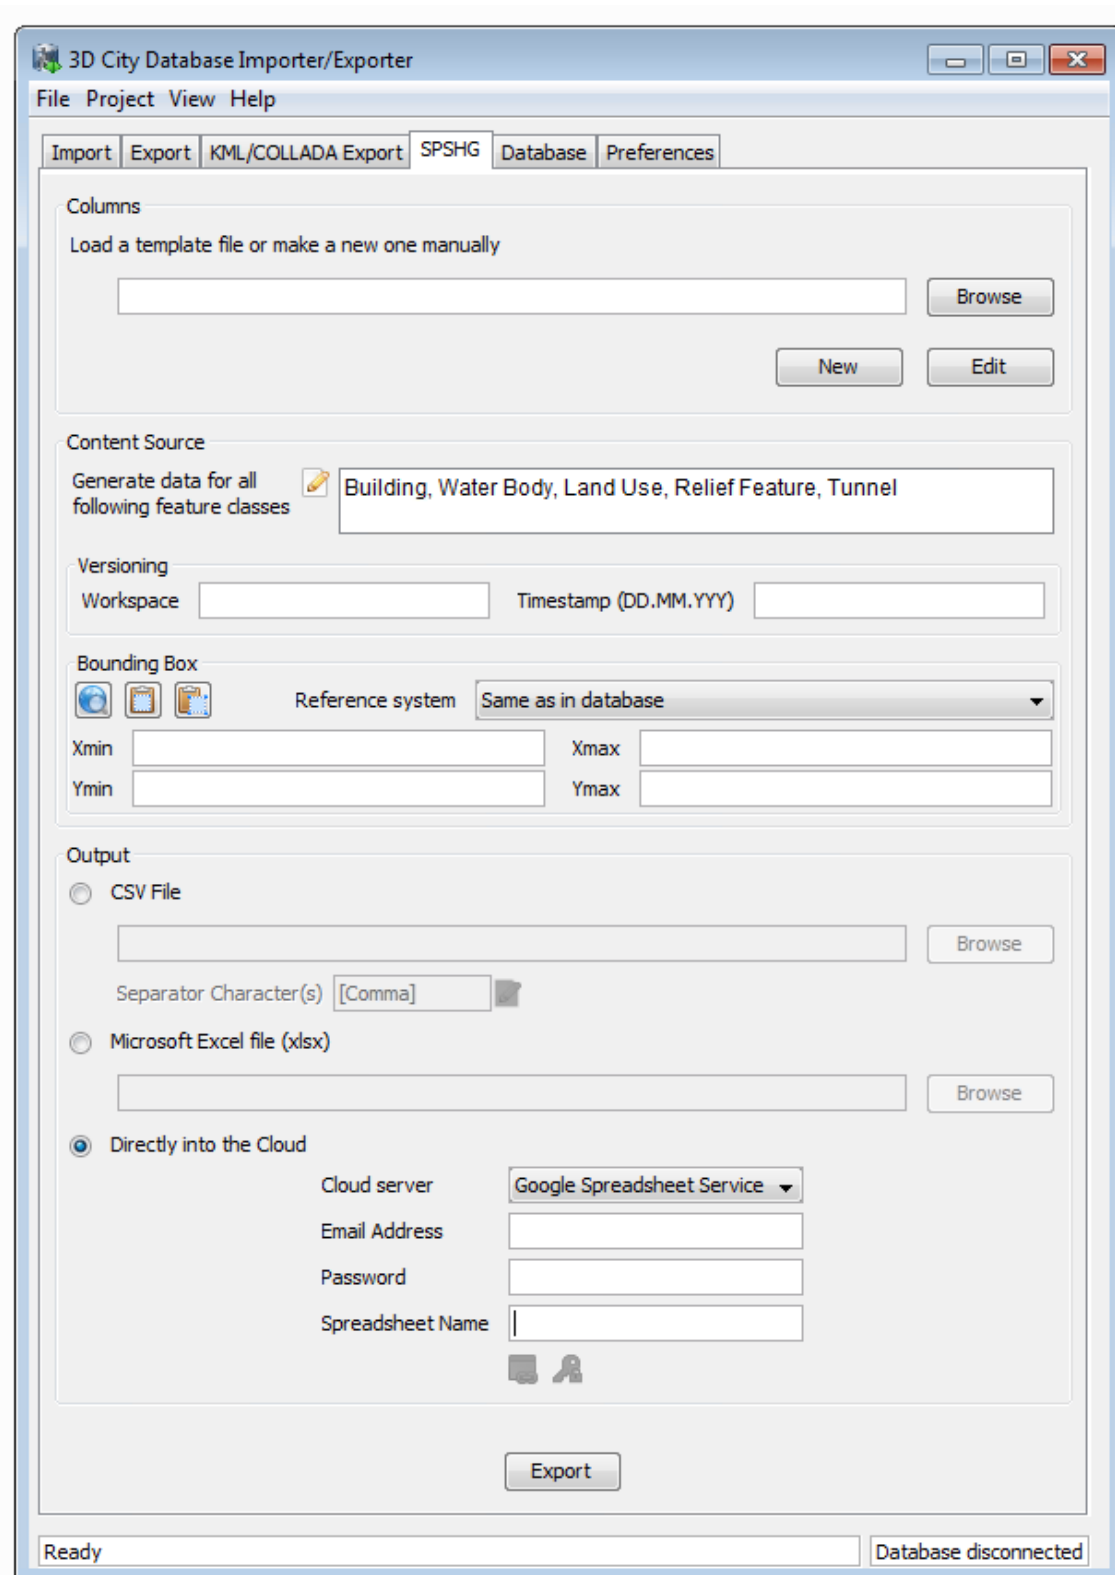 3D City Database Importer/Exporter
File Project View Help
Import Export KML/COLLADA Export SPSHG Database Preferences
Columns
Load a template file or make a new one manually
Browse
New Edit
Content Source
Generate data for all
following feature classes
Building, Water Body, Land Use, Relief Feature, Tunnel
Versioning
Workspace Timestamp (DD.MM.YYY)
Bounding Box
Reference system Same as in database
Xmin Xmax
Ymin Ymax
Output
CSV File
Browse
Separator Character(s) [Comma]
Microsoft Excel file (xlsx)
Browse
Directly into the Cloud
Cloud server Google Spreadsheet Service
Email Address
Password
Spreadsheet Name
Export
Ready Database disconnected